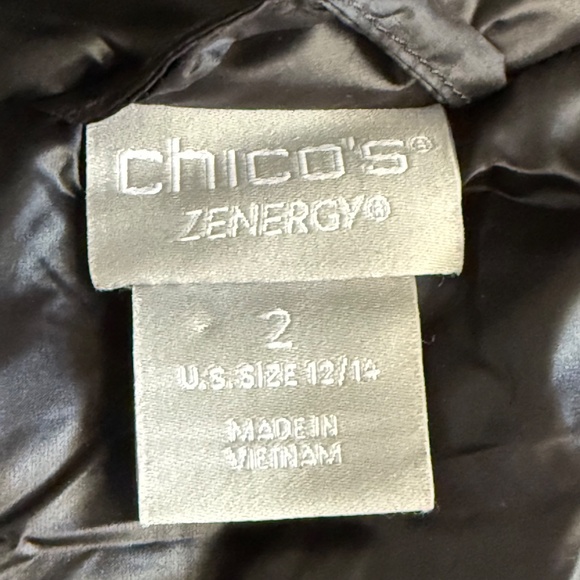 chico's®
ZENERGY®
2
U.S. SIZE 12/14
MADE IN
VIETNAM